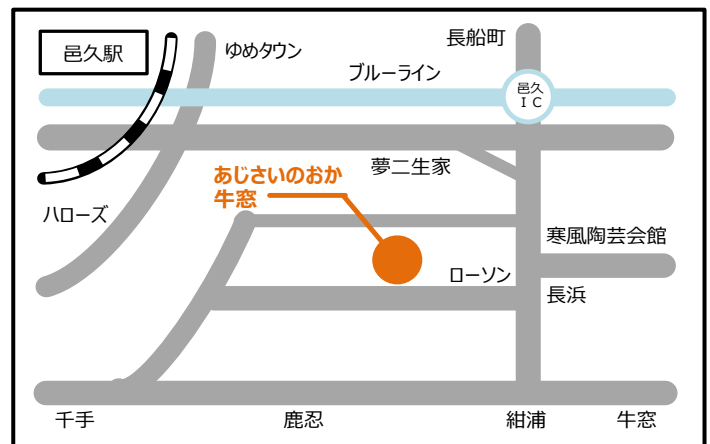 邑久駅
ゆめタウン
長船町
ブルーライン
邑久
ＩＣ
夢二生家
あじさいのおか
牛窓
ハローズ
寒風陶芸会館
ローソン
長浜
千手
鹿忍
紺浦
牛窓